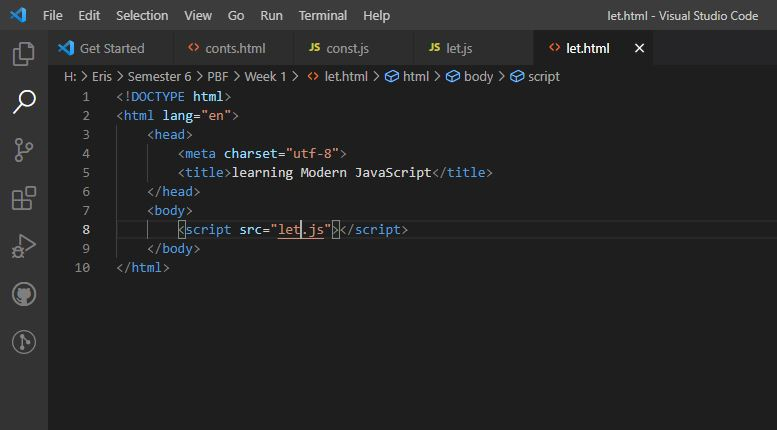 File Edit Selection View Go Run Terminal Help let.html - Visual Studio Code
Get Started conts.html JS const.js JS let.js let.html
H: > Eris > Semester 6 > PBF > Week 1 > let.html > html > body > script
1 <!DOCTYPE html>
2 <html lang="en">
3 <head>
4 <meta charset="utf-8">
5 <title>learning Modern JavaScript</title>
6 </head>
7 <body>
8 <script src="let.js"></script>
9 </body>
10 </html>